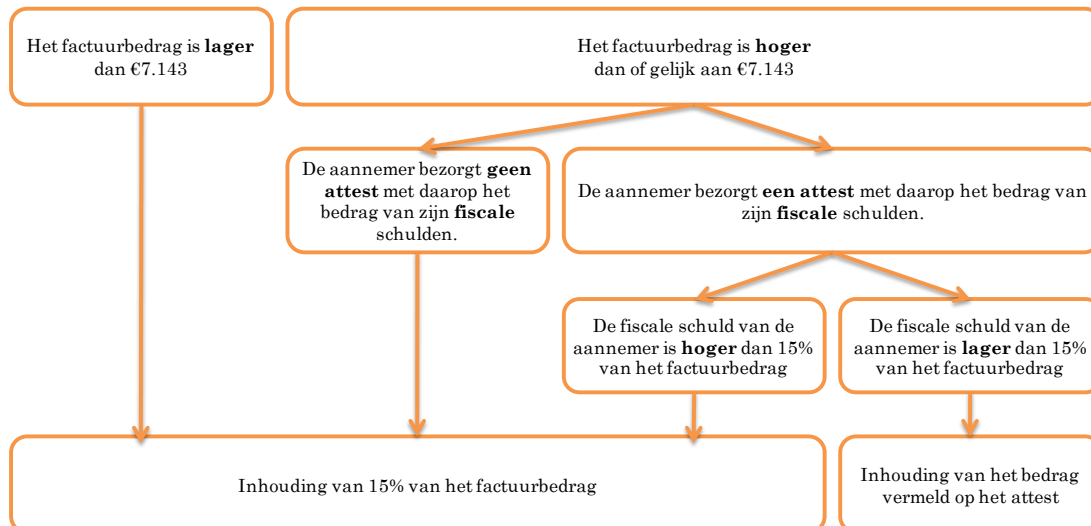 Het factuurbedrag is lager
dan €7.143
Het factuurbedrag is hoger
dan of gelijk aan €7.143
De aannemer bezorgt geen
attest met daarop het
bedrag van zijn fiscale
schulden.
De aannemer bezorgt een attest met daarop het bedrag van
zijn fiscale schulden.
De fiscale schuld van de
aannemer is hoger dan 15%
van het factuurbedrag
De fiscale schuld van de
aannemer is lager dan 15%
van het factuurbedrag
Inhouding van 15% van het factuurbedrag
Inhouding van het bedrag
vermeld op het attest